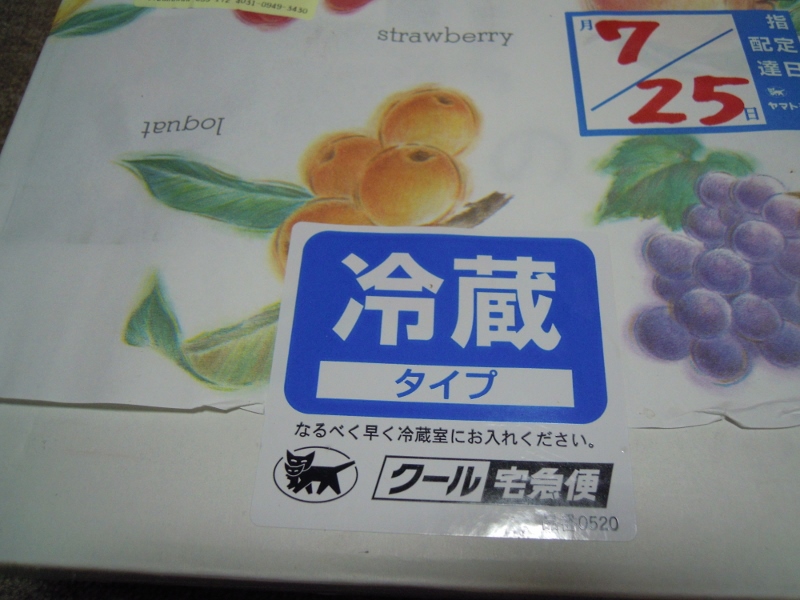 strawberry
loquat
指定
配達日
ヤマト
月
7
25
日
冷蔵
タイプ
なるべく早く冷蔵室にお入れください。
クール宅急便
0520